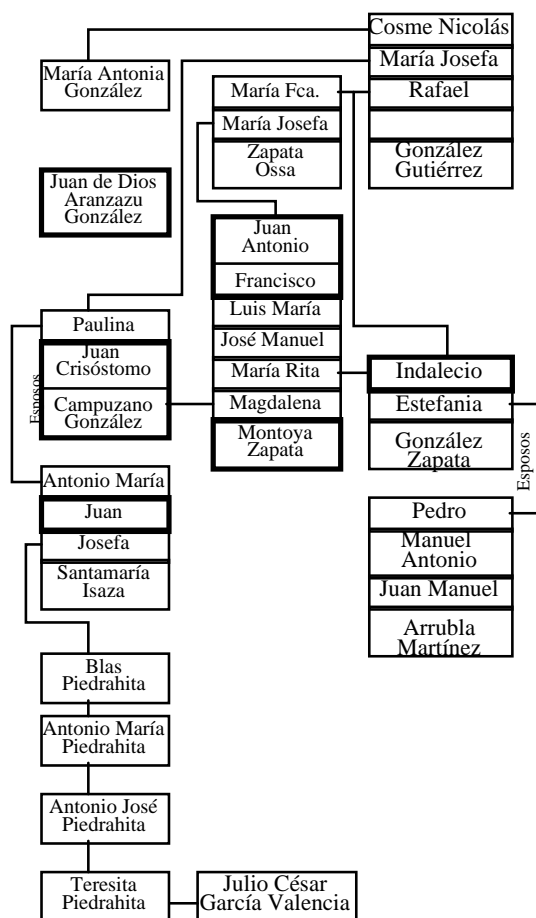 Cosme Nicolás
María Josefa
Rafael
González
Gutiérrez
María Antonia
González
María Fca.
María Josefa
Zapata
Ossa
Juan de Dios
Aranzazu
González
Juan
Antonio
Francisco
Luis María
José Manuel
María Rita
Magdalena
Montoya
Zapata
Paulina
Juan
Crisóstomo
Campuzano
González
Esposos
Indalecio
Estefania
González
Zapata
Esposos
Antonio María
Juan
Josefa
Santamaría
Isaza
Pedro
Manuel
Antonio
Juan Manuel
Arrubla
Martínez
Blas
Piedrahita
Antonio María
Piedrahita
Antonio José
Piedrahita
Teresita
Piedrahita
Julio César
García Valencia